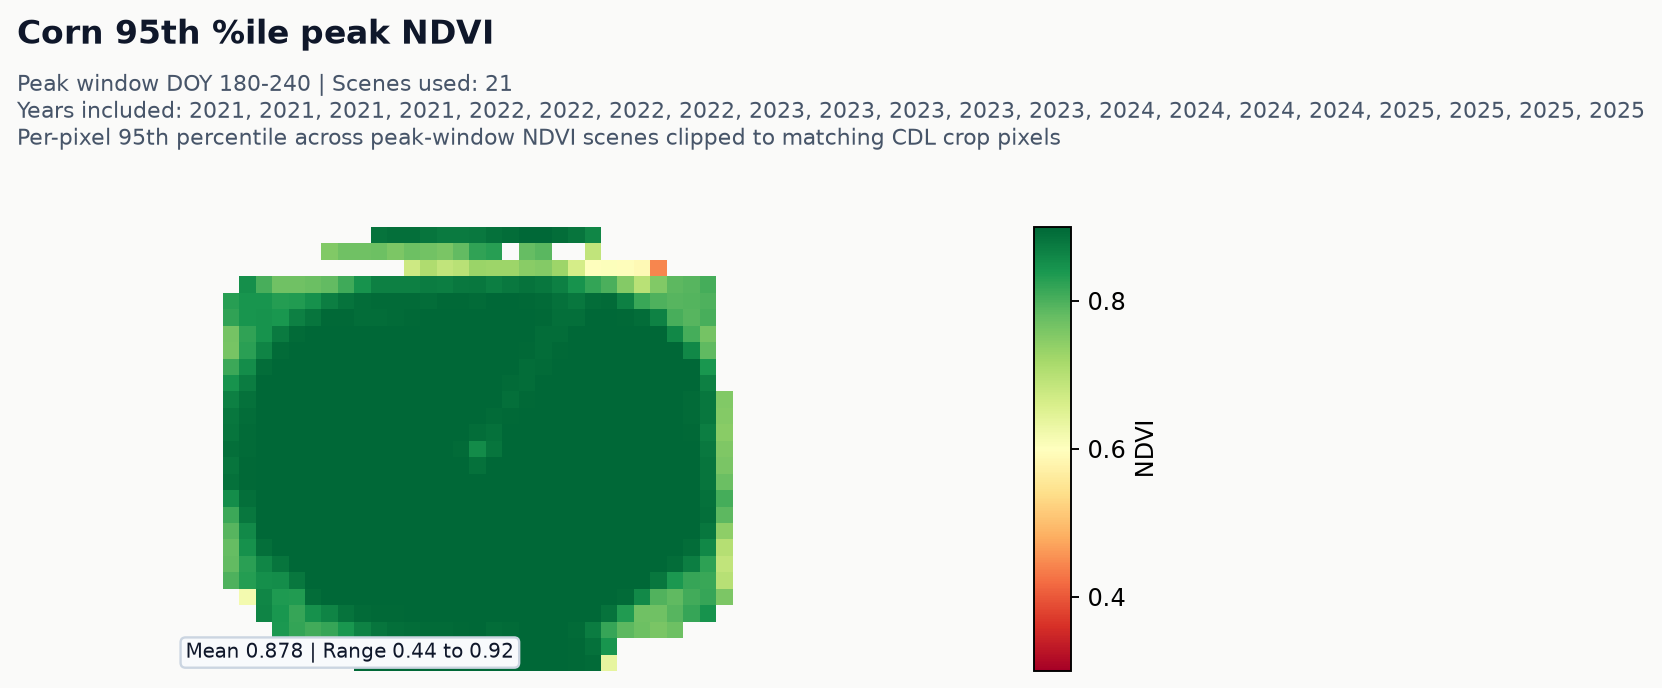 Corn 95th %ile peak NDVI
Peak window DOY 180-240 | Scenes used: 21
Years included: 2021, 2021, 2021, 2021, 2022, 2022, 2022, 2022, 2023, 2023, 2023, 2023, 2023, 2024, 2024, 2024, 2024, 2025, 2025, 2025, 2025
Per-pixel 95th percentile across peak-window NDVI scenes clipped to matching CDL crop pixels
0.8
0.6
NDVI
0.4
Mean 0.878 | Range 0.44 to 0.92